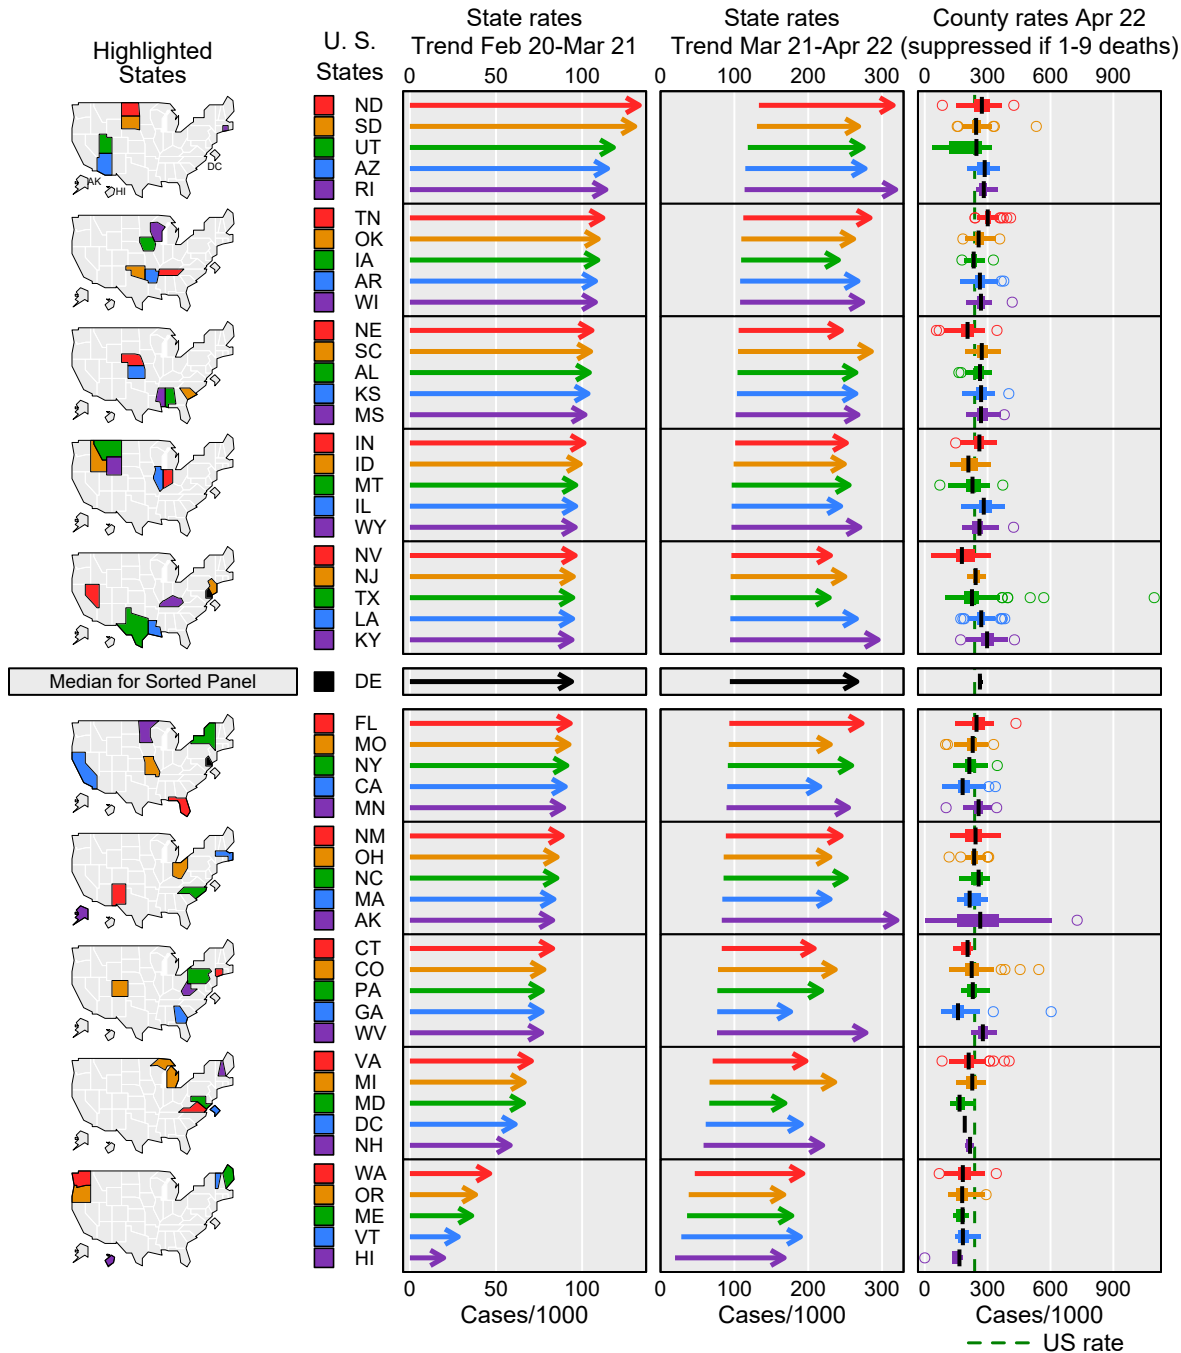 Highlighted
States
U. S.
States
State rates
Trend Feb 20-Mar 21
State rates
Trend Mar 21-Apr 22
County rates Apr 22
(suppressed if 1-9 deaths)
0 50 100
0 100 200 300
0 300 600 900
AK
HI
DC
ND
SD
UT
AZ
RI
TN
OK
IA
AR
WI
NE
SC
AL
KS
MS
IN
ID
MT
IL
WY
NV
NJ
TX
LA
KY
Median for Sorted Panel
DE
FL
MO
NY
CA
MN
NM
OH
NC
MA
AK
CT
CO
PA
GA
WV
VA
MI
MD
DC
NH
WA
OR
ME
VT
HI
0 50 100
0 100 200 300
0 300 600 900
Cases/1000
Cases/1000
Cases/1000
US rate